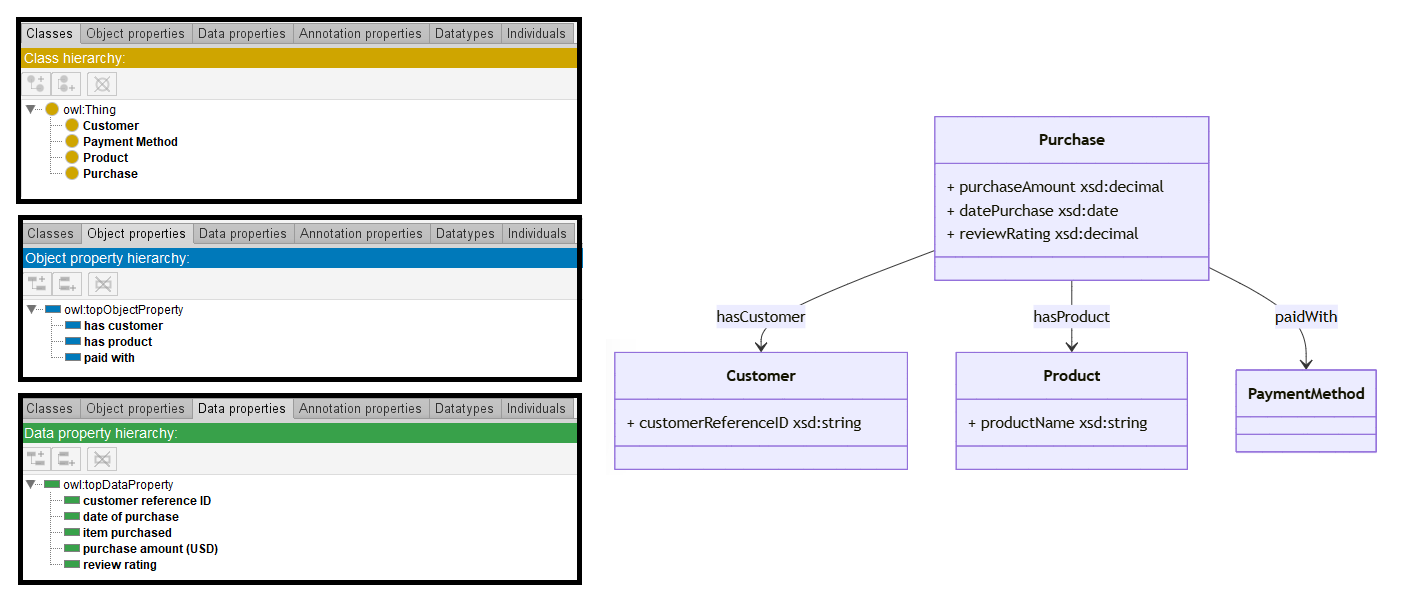 Classes Object properties Data properties Annotation properties Datatypes Individuals
Class hierarchy:
owl:Thing
Customer
Payment Method
Product
Purchase
Classes Object properties Data properties Annotation properties Datatypes Individuals
Object property hierarchy:
owl:topObjectProperty
has customer
has product
paid with
Classes Object properties Data properties Annotation properties Datatypes Individuals
Data property hierarchy:
owl:topDataProperty
customer reference ID
date of purchase
item purchased
purchase amount (USD)
review rating
Purchase
+ purchaseAmount xsd:decimal
+ datePurchase xsd:date
+ reviewRating xsd:decimal
hasCustomer hasProduct paidWith
Customer
+ customerReferenceID xsd:string
Product
+ productName xsd:string
PaymentMethod